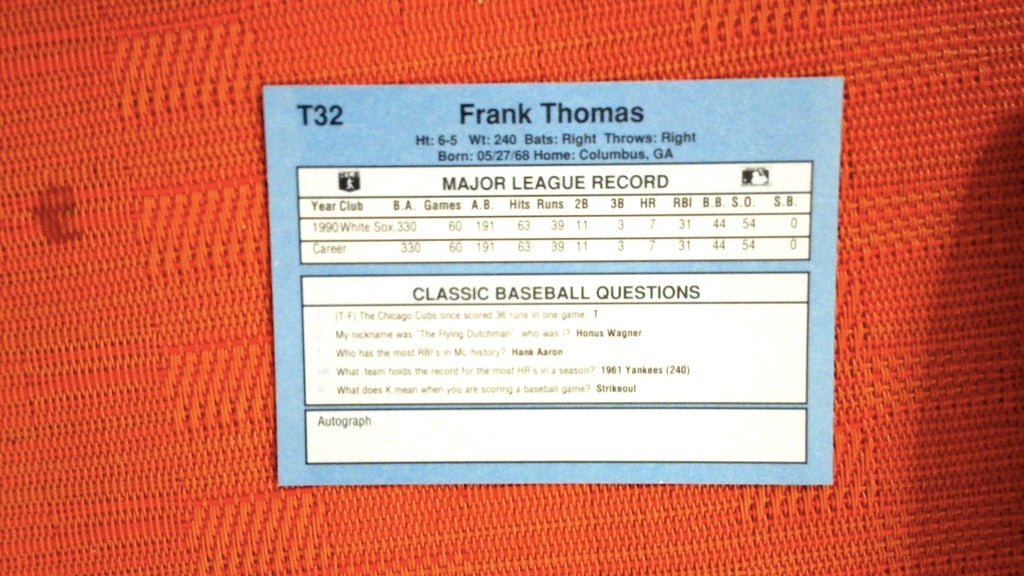 T32 Frank Thomas
Ht: 6-5 Wt: 240 Bats: Right Throws: Right
Born: 05/27/68 Home: Columbus, GA
MAJOR LEAGUE RECORD
Year Club B.A. Games A.B. Hits Runs 2B 3B HR RBI B.B. S.O. S.B.
1990 White Sox .330 60 191 63 39 11 3 7 31 44 54 0
Career .330 60 191 63 39 11 3 7 31 44 54 0
CLASSIC BASEBALL QUESTIONS
(T-F) The Chicago Cubs once scored 36 runs in one game. T
My nickname was "The Flying Dutchman" who was I? Honus Wagner
Who has the most RBI's in ML history? Hank Aaron
HR What team holds the record for the most HR's in a season? 1961 Yankees (240)
What does K mean when you are scoring a baseball game? Strikeout
Autograph